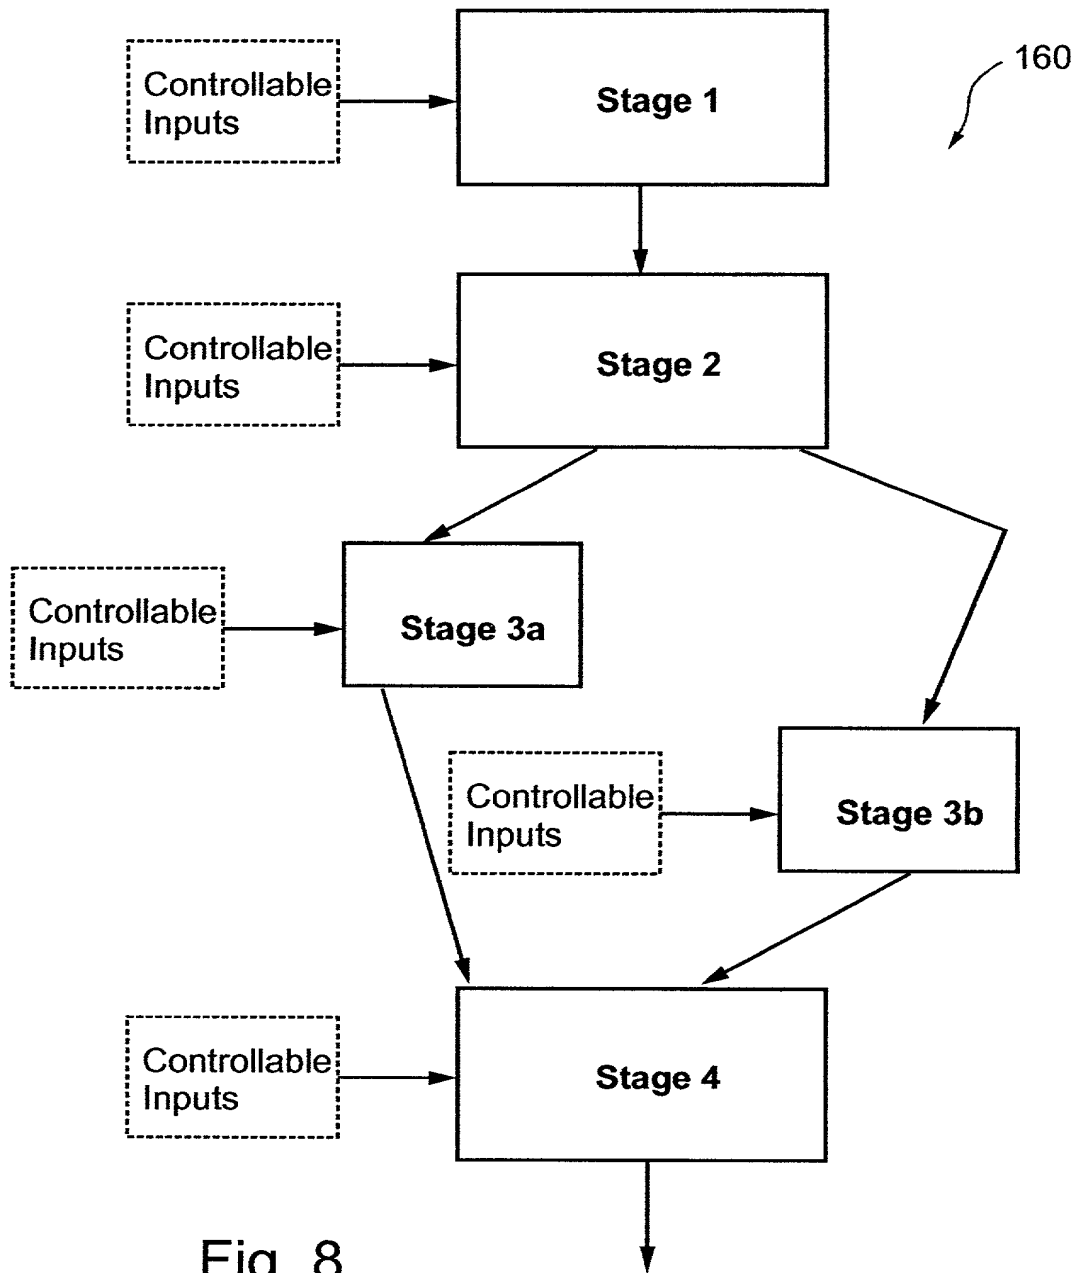 160
Controllable
Inputs
Stage 1
Controllable
Inputs
Stage 2
Controllable
Inputs
Stage 3a
Controllable
Inputs
Stage 3b
Controllable
Inputs
Stage 4
Fig. 8